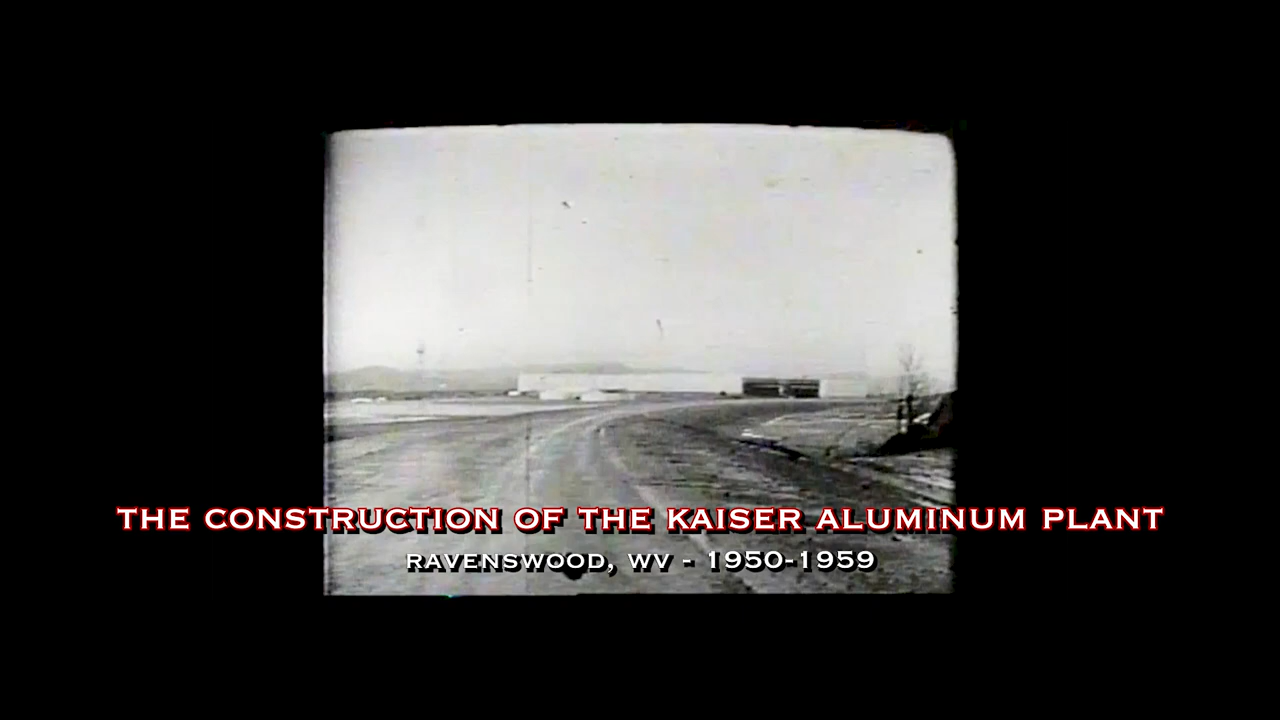 THE CONSTRUCTION OF THE KAISER ALUMINUM PLANT
RAVENSWOOD, WV - 1950-1959